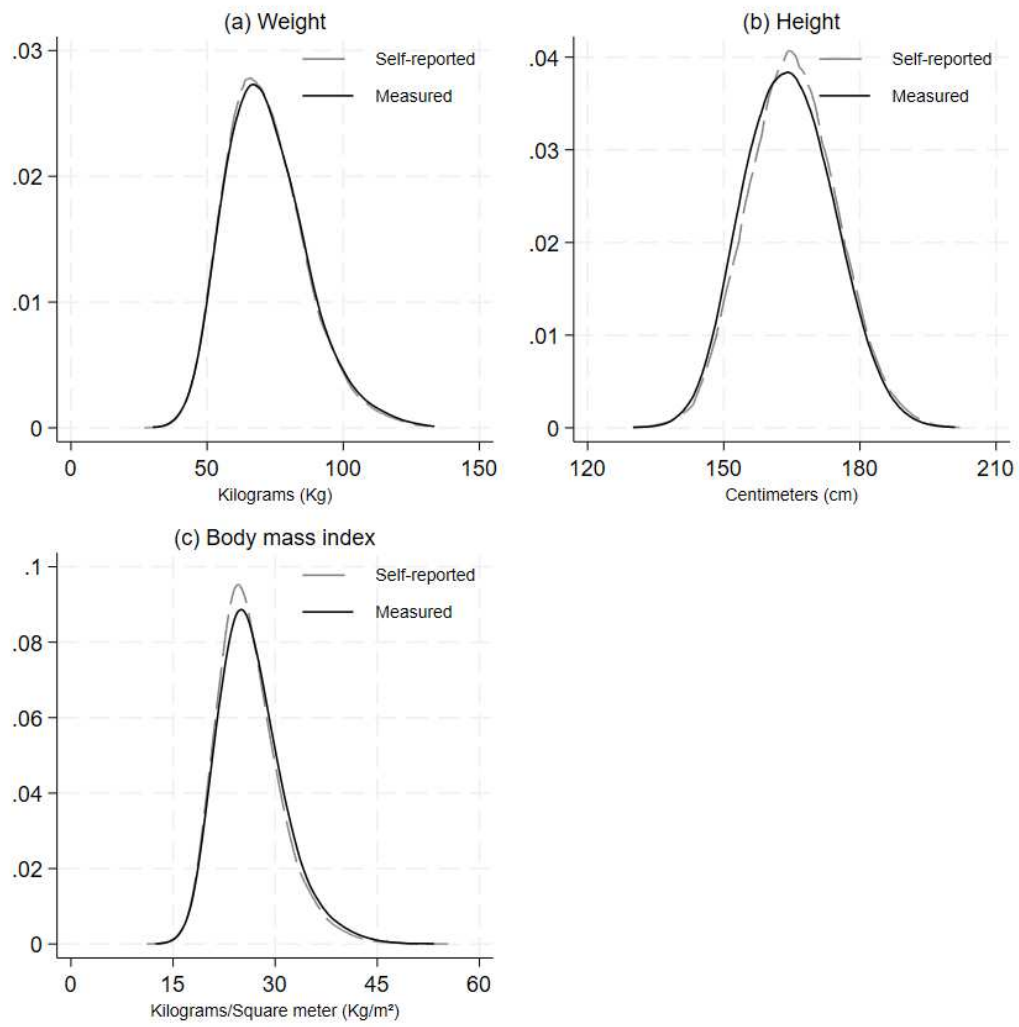 (a) Weight
.03
.02
.01
0
Self-reported
Measured
0 50 100 150
Kilograms (Kg)
(b) Height
.04
.03
.02
.01
0
Self-reported
Measured
120 150 180 210
Centimeters (cm)
(c) Body mass index
.1
.08
.06
.04
.02
0
Self-reported
Measured
0 15 30 45 60
Kilograms/Square meter (Kg/m²)